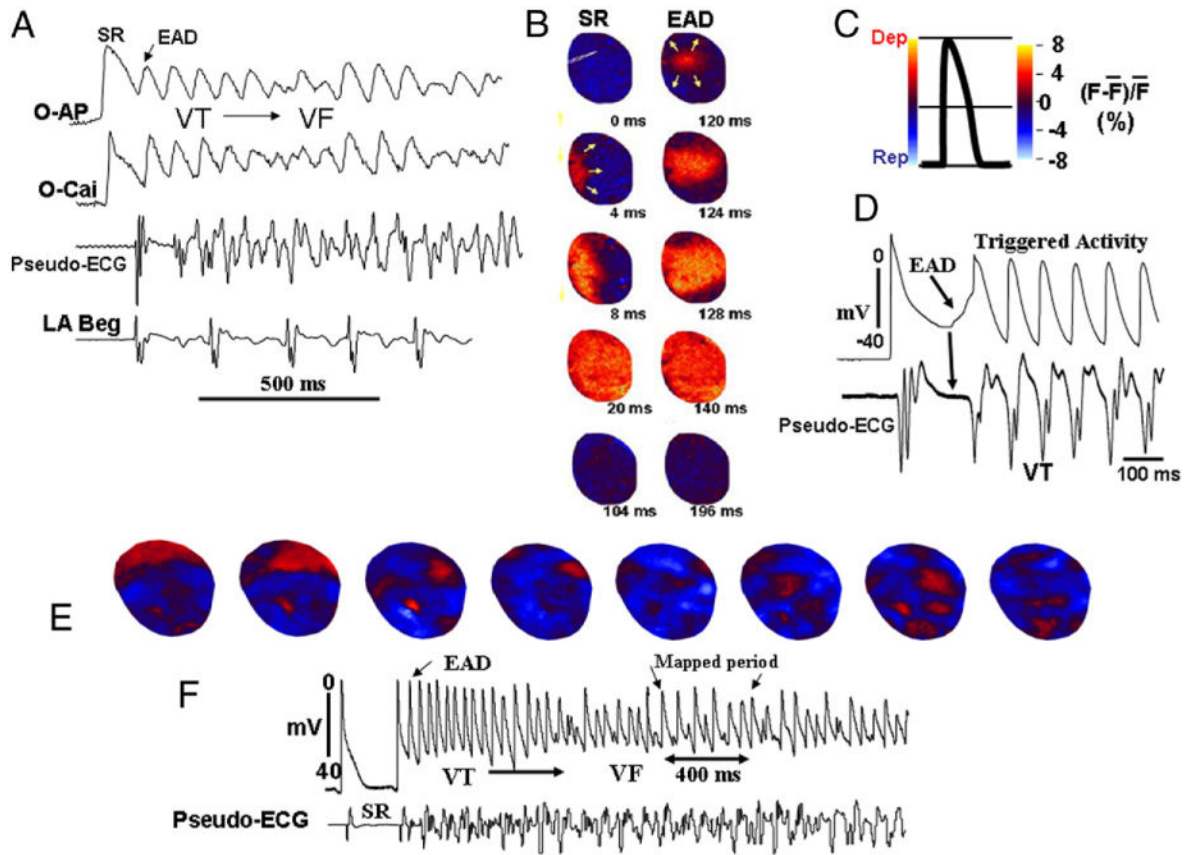 A
SR
EAD
O-AP
VT
VF
O-Cai
Pseudo-ECG
LA Beg
500 ms
B
SR
EAD
0 ms
120 ms
4 ms
124 ms
8 ms
128 ms
20 ms
140 ms
104 ms
196 ms
C
Dep
Rep
8
4
0
-4
-8
(F-F̅)/F̅
(%)
D
Triggered Activity
EAD
0
mV
-40
Pseudo-ECG
VT
100 ms
E
F
EAD
Mapped period
0
mV
40
VT
VF
400 ms
SR
Pseudo-ECG